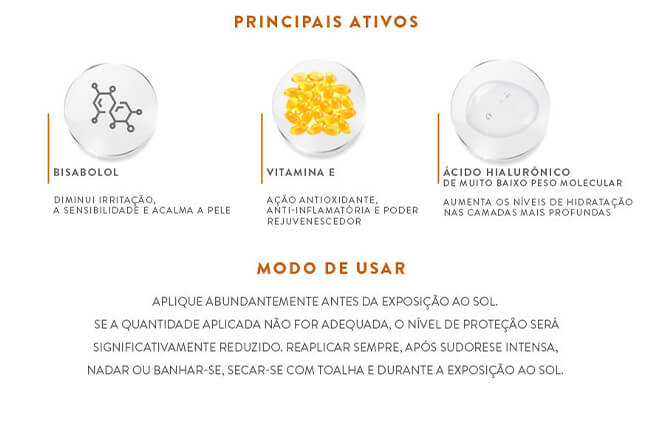 PRINCIPAIS ATIVOS
BISABOLOL
DIMINUI IRRITAÇÃO,
A SENSIBILIDADE E ACALMA A PELE
VITAMINA E
AÇÃO ANTIOXIDANTE,
ANTI-INFLAMATÓRIA E PODER
REJUVENESCEDOR
ÁCIDO HIALURÔNICO
DE MUITO BAIXO PESO MOLECULAR
AUMENTA OS NÍVEIS DE HIDRATAÇÃO
NAS CAMADAS MAIS PROFUNDAS
MODO DE USAR
APLIQUE ABUNDANTEMENTE ANTES DA EXPOSIÇÃO AO SOL.
SE A QUANTIDADE APLICADA NÃO FOR ADEQUADA, O NÍVEL DE PROTEÇÃO SERÁ
SIGNIFICATIVAMENTE REDUZIDO. REAPLICAR SEMPRE, APÓS SUDORESE INTENSA,
NADAR OU BANHAR-SE, SECAR-SE COM TOALHA E DURANTE A EXPOSIÇÃO AO SOL.